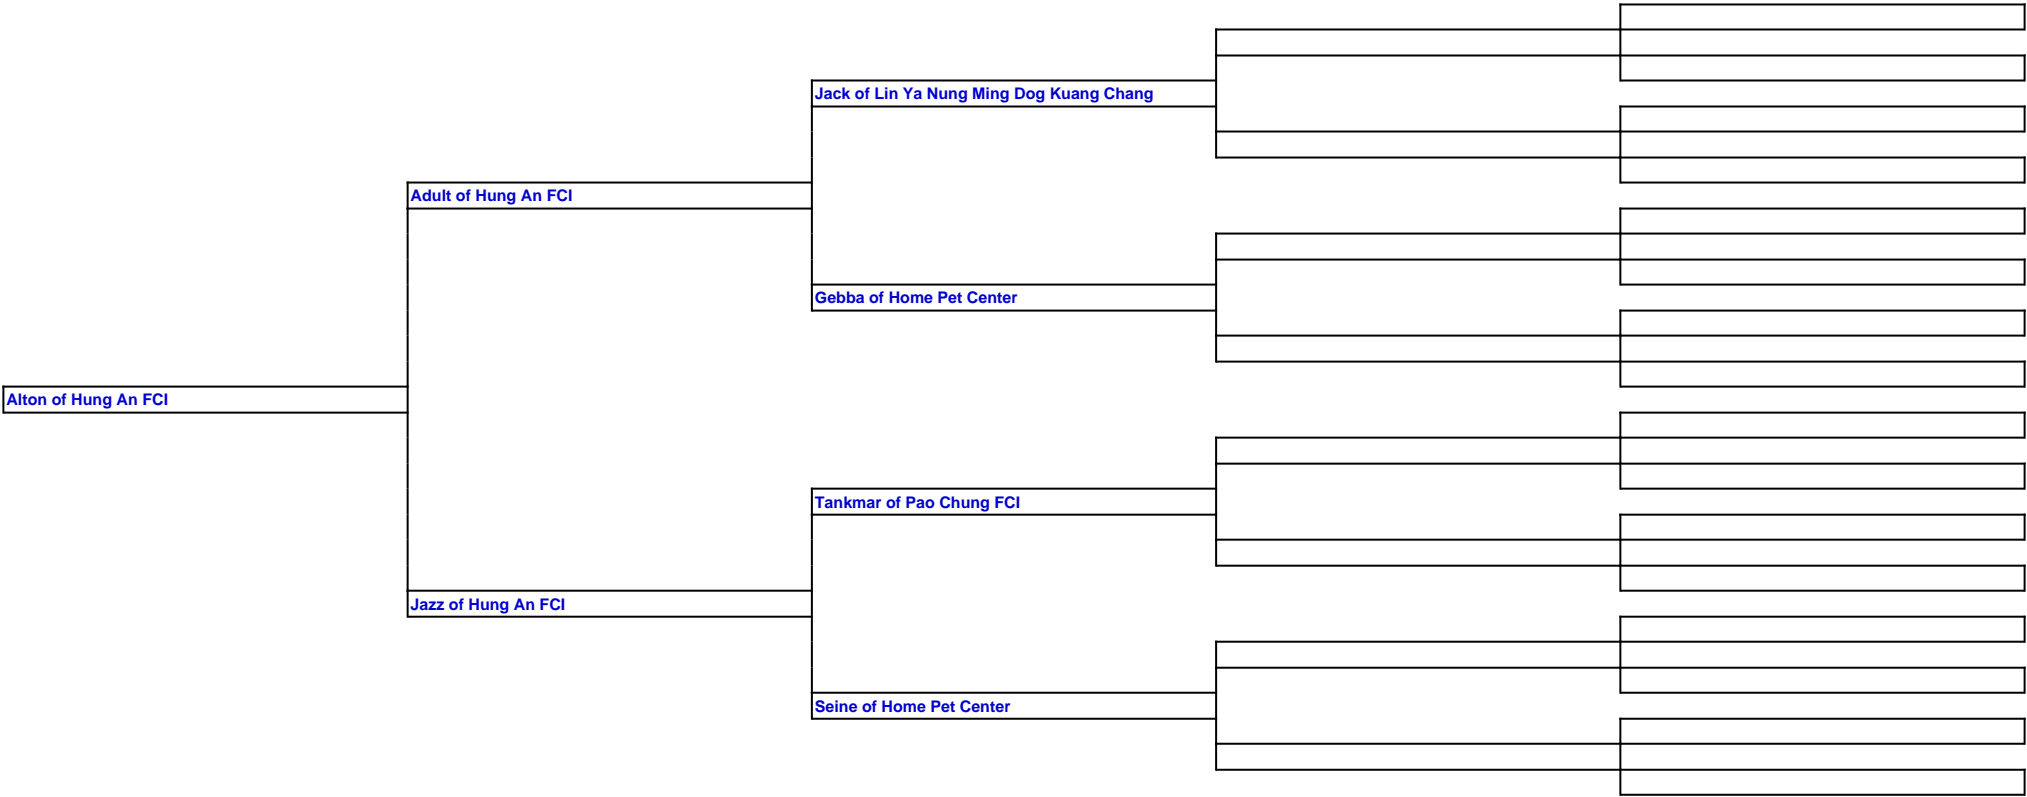 Jack of Lin Ya Nung Ming Dog Kuang Chang
Adult of Hung An FCI
Gebba of Home Pet Center
Alton of Hung An FCI
Tankmar of Pao Chung FCI
Jazz of Hung An FCI
Seine of Home Pet Center